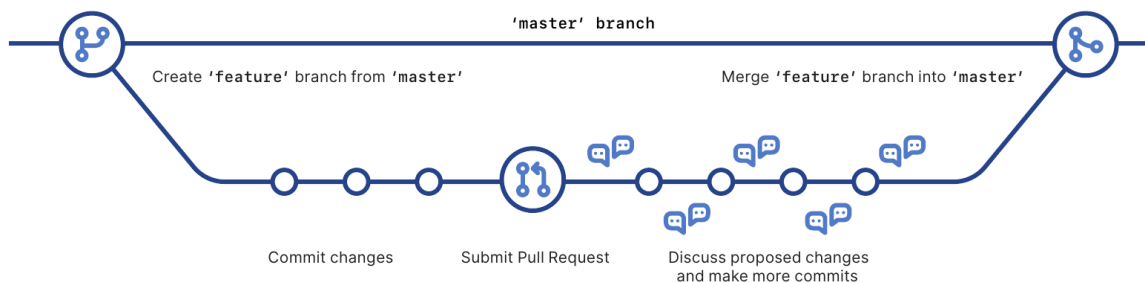 ‘master’ branch
Create ‘feature’ branch from ‘master’
Merge ‘feature’ branch into ‘master’
Commit changes
Submit Pull Request
Discuss proposed changes
and make more commits